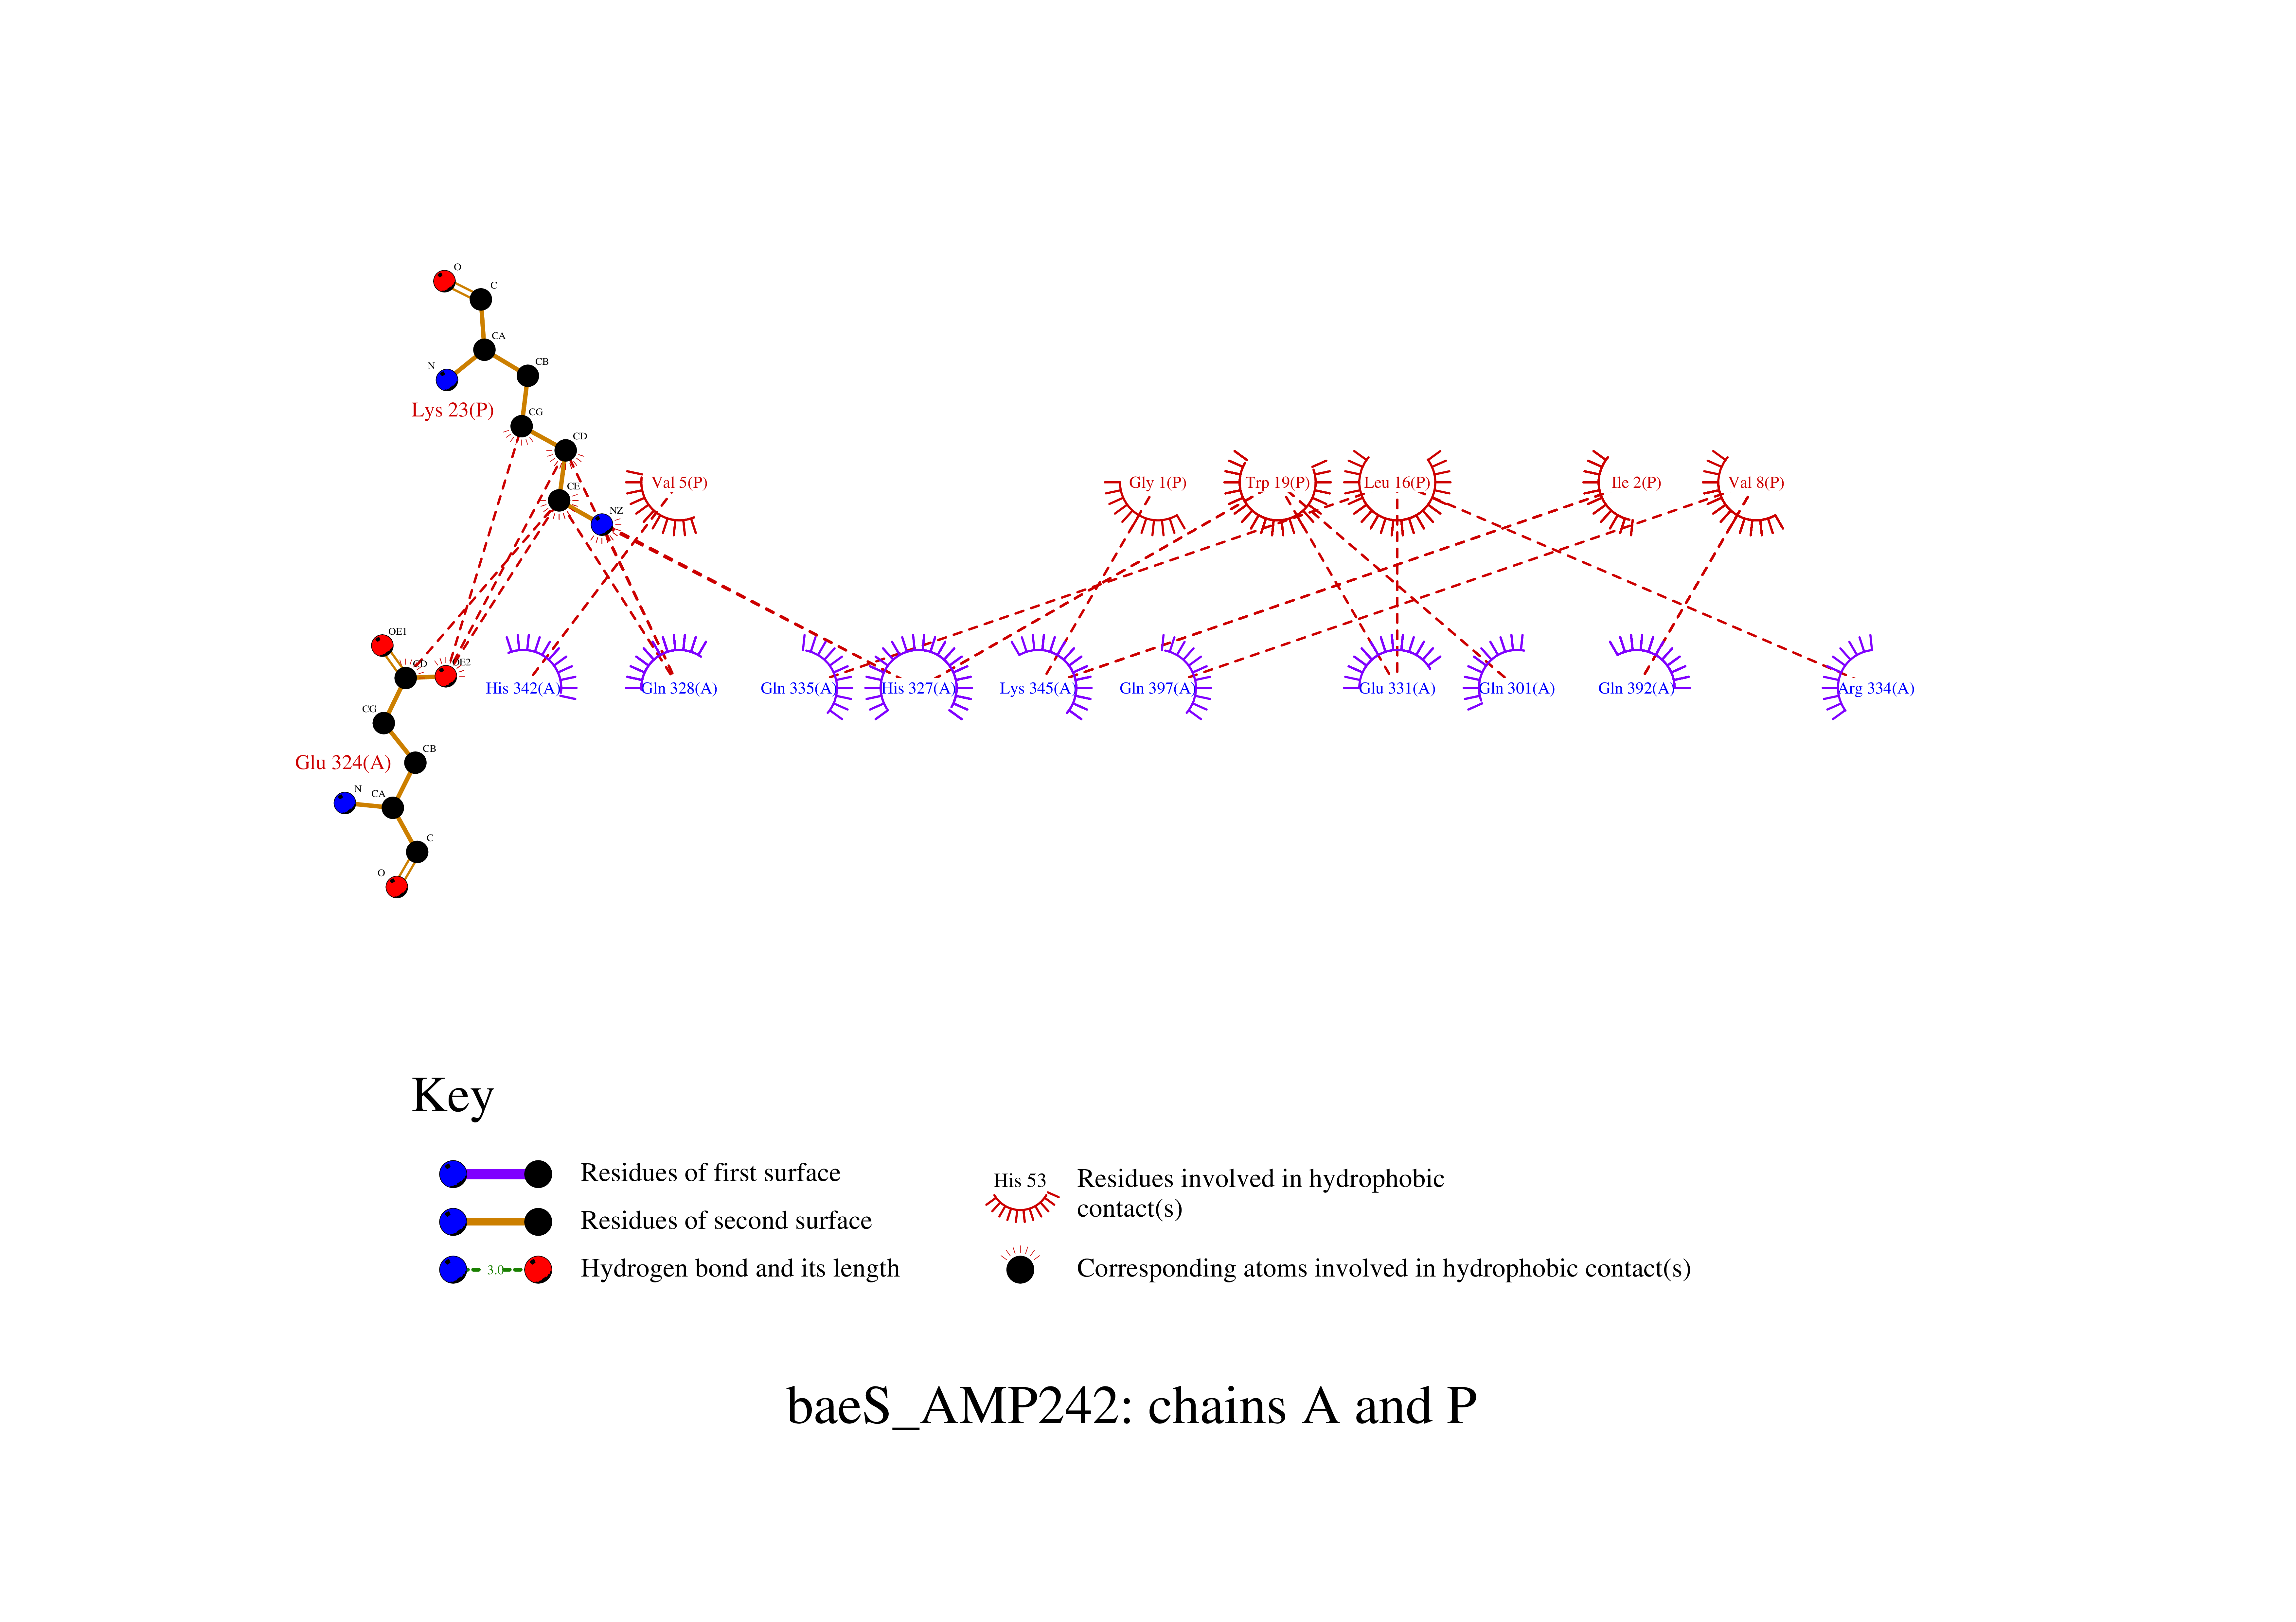 O
C
CA
CB
N
Lys 23(P)
CG
CD
CE
NZ
Val 5(P)
Gly 1(P)
Trp 19(P)
Leu 16(P)
Ile 2(P)
Val 8(P)
OE1
CD
OE2
His 342(A)
Gln 328(A)
Gln 335(A)
His 327(A)
Lys 345(A)
Gln 397(A)
Glu 331(A)
Gln 301(A)
Gln 392(A)
Arg 334(A)
CG
CB
Glu 324(A)
N
CA
C
O
Key
Residues of first surface
Residues of second surface
3.0
Hydrogen bond and its length
His 53
Residues involved in hydrophobic
contact(s)
Corresponding atoms involved in hydrophobic contact(s)
baeS_AMP242: chains A and P